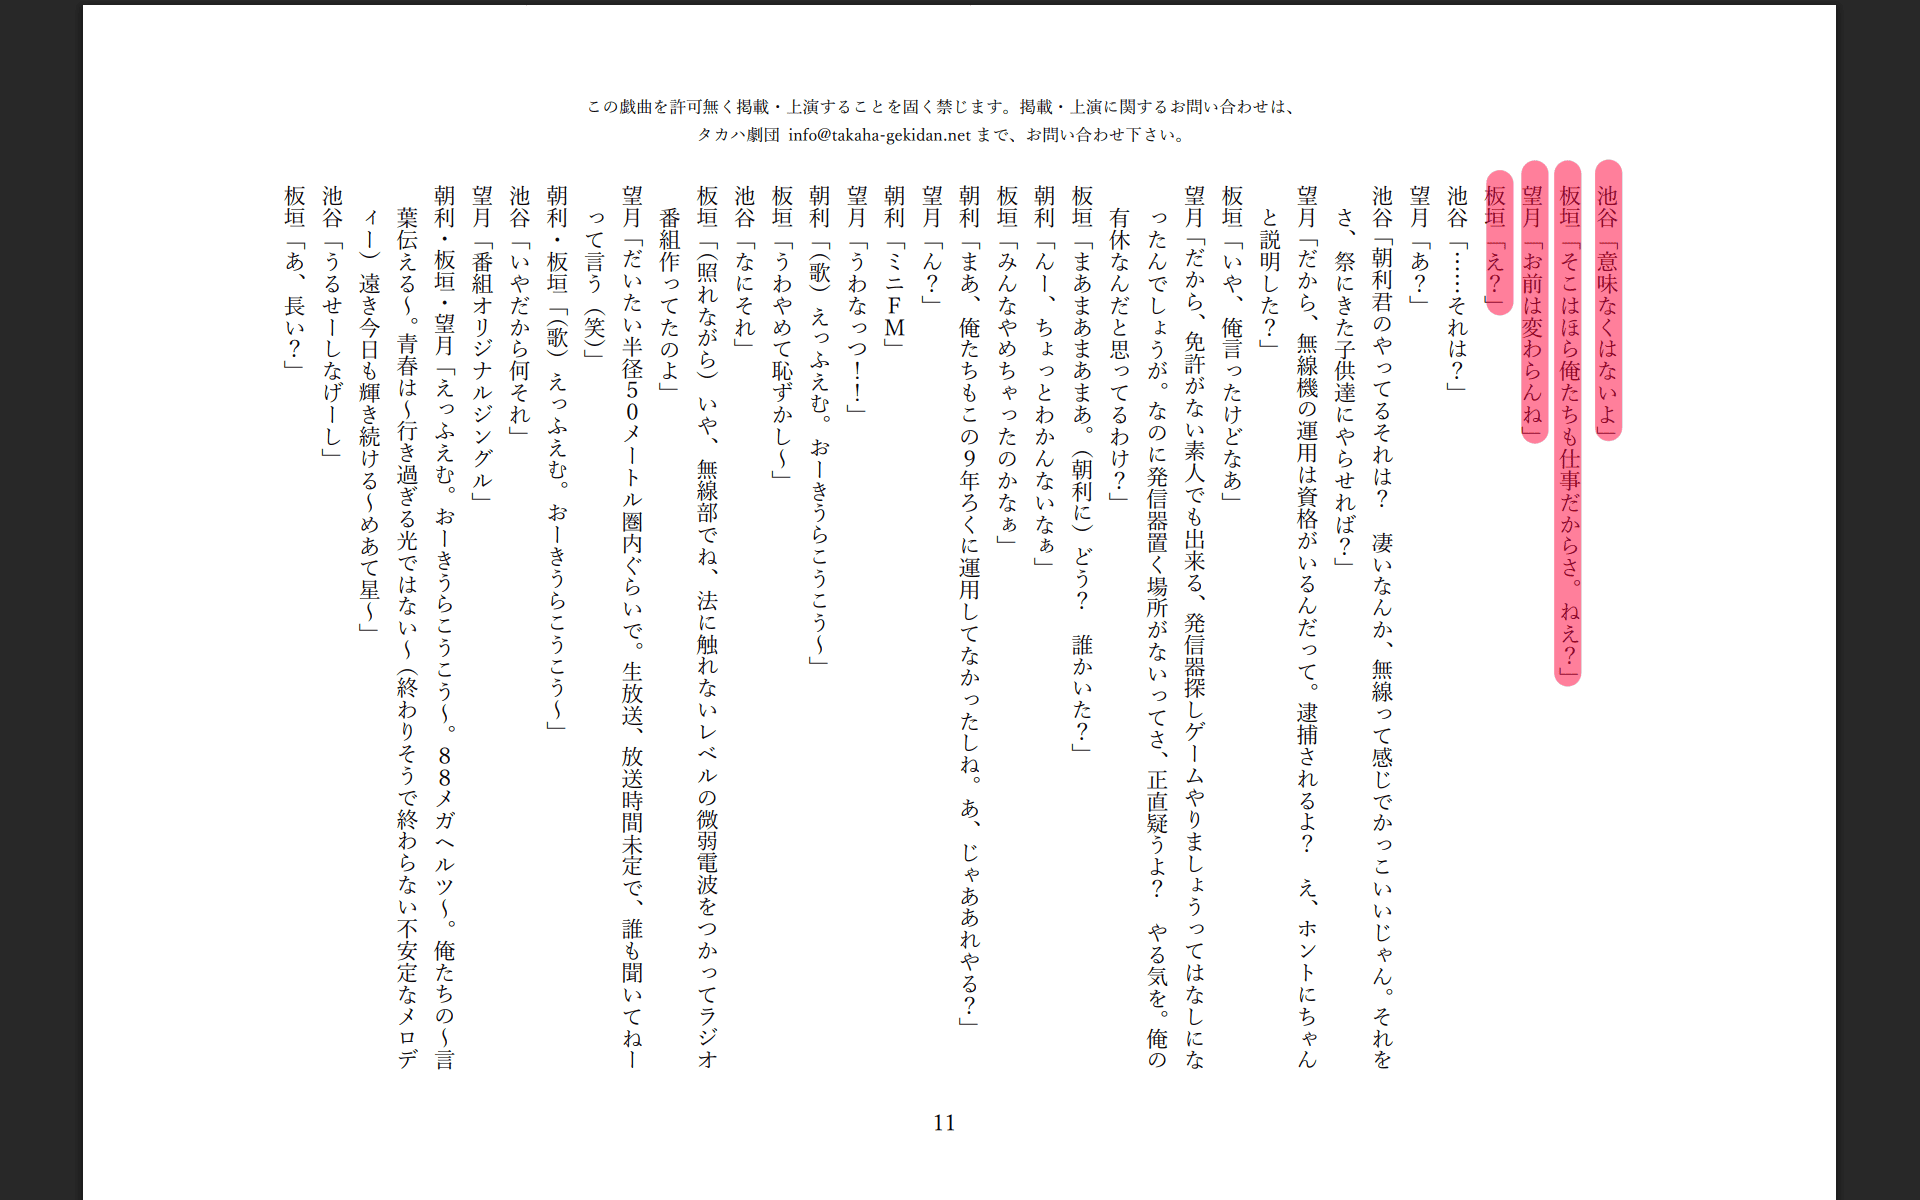 この戯曲を許可無く掲載・上演することを固く禁じます。掲載・上演に関するお問い合わせは、
タカハ劇団 info@takaha-gekidan.net まで、お問い合わせ下さい。
池谷「意味なくはないよ」
板垣「そこはほら俺たちも仕事だからさ。ねえ？」
望月「お前は変わらんね」
板垣「え？」
池谷「……それは？」
望月「あ？」
池谷「朝利君のやってるそれは？　凄いなんか、無線って感じでかっこいいじゃん。それを
さ、祭にきた子供達にやらせれば？」
望月「だから、無線機の運用は資格がいるんだって。逮捕されるよ？　え、ホントにちゃん
と説明した？」
板垣「いや、俺言ったけどなあ」
望月「だから、免許がない素人でも出来る、発信器探しゲームやりましょうってはなしにな
ったんでしょうが。なのに発信器置く場所がないってさ、正直疑うよ？　やる気を。俺の
有休なんだと思ってるわけ？」
板垣「まあまあまあまあ。（朝利に）どう？　誰かいた？」
朝利「んー、ちょっとわかんないなぁ」
板垣「みんなやめちゃったのかなぁ」
朝利「まあ、俺たちもこの９年ろくに運用してなかったしね。あ、じゃああれやる？」
望月「ん？」
朝利「ミニＦＭ」
望月「うわなっつ！！」
朝利「（歌）えっふえむ。おーきうらこうこう～」
板垣「うわやめて恥ずかし～」
池谷「なにそれ」
板垣「（照れながら）いや、無線部でね、法に触れないレベルの微弱電波をつかってラジオ
番組作ってたのよ」
望月「だいたい半径５０メートル圏内ぐらいで。生放送、放送時間未定で、誰も聞いてねー
って言う（笑）」
朝利・板垣「（歌）えっふえむ。おーきうらこうこう～」
池谷「いやだから何それ」
望月「番組オリジナルジングル」
朝利・板垣・望月「えっふえむ。おーきうらこうこう～。８８メガヘルツ～。俺たちの～言
葉伝える～。青春は～行き過ぎる光ではない～（終わりそうで終わらない不安定なメロデ
ィー）遠き今日も輝き続ける～めあて星～」
池谷「うるせーしなげーし」
板垣「あ、長い？」
11